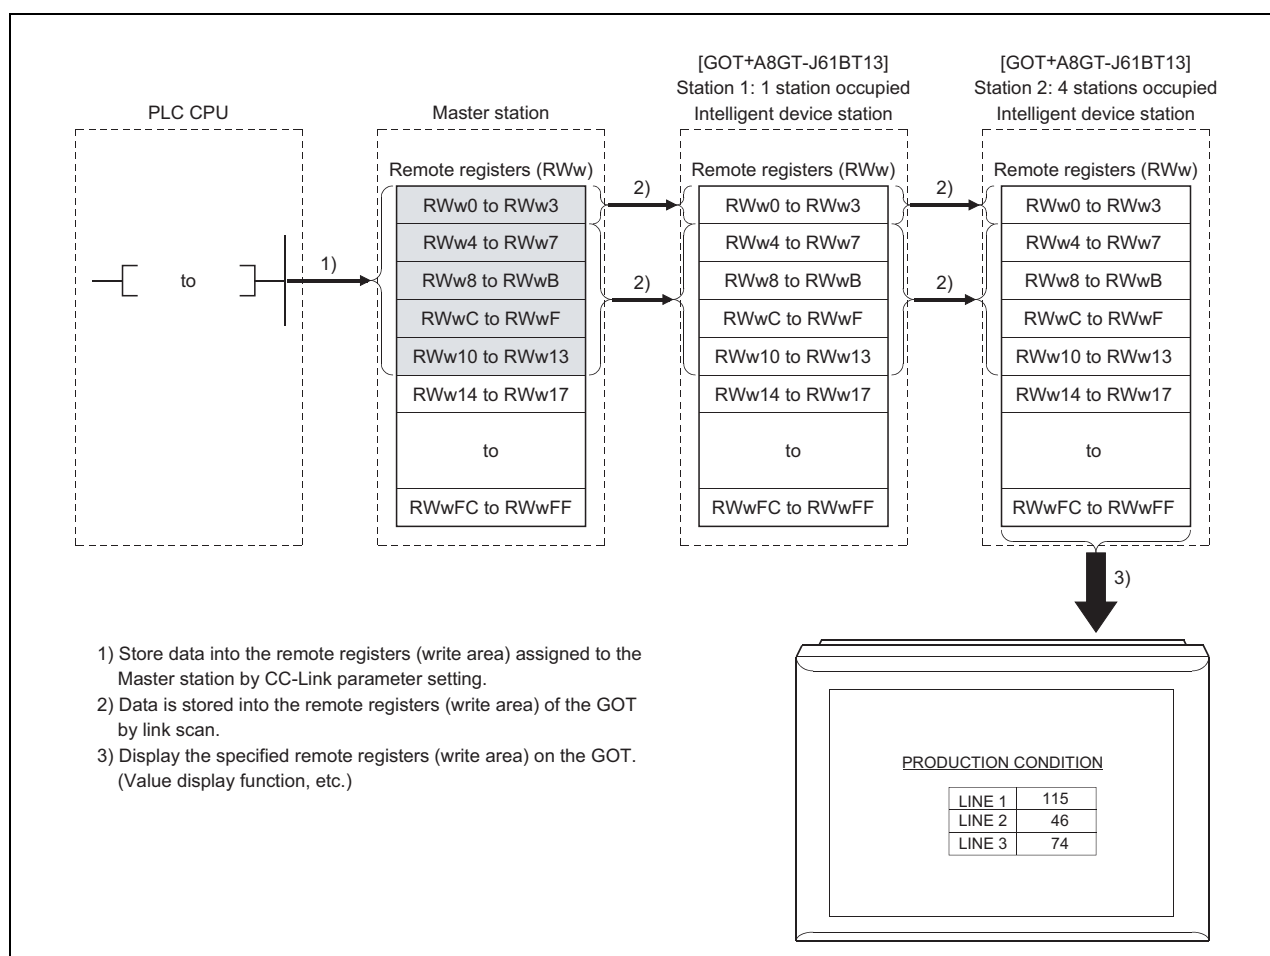 [GOT+A8GT-J61BT13]
Station 1: 1 station occupied
Intelligent device station
[GOT+A8GT-J61BT13]
Station 2: 4 stations occupied
Intelligent device station
PLC CPU
Master station
to
1)
Remote registers (RWw)
RWw0 to RWw3
RWw4 to RWw7
RWw8 to RWwB
RWwC to RWwF
RWw10 to RWw13
RWw14 to RWw17
to
RWwFC to RWwFF
2)
2)
Remote registers (RWw)
RWw0 to RWw3
RWw4 to RWw7
RWw8 to RWwB
RWwC to RWwF
RWw10 to RWw13
RWw14 to RWw17
to
RWwFC to RWwFF
2)
2)
Remote registers (RWw)
RWw0 to RWw3
RWw4 to RWw7
RWw8 to RWwB
RWwC to RWwF
RWw10 to RWw13
RWw14 to RWw17
to
RWwFC to RWwFF
3)
1) Store data into the remote registers (write area) assigned to the
Master station by CC-Link parameter setting.
2) Data is stored into the remote registers (write area) of the GOT
by link scan.
3) Display the specified remote registers (write area) on the GOT.
(Value display function, etc.)
PRODUCTION CONDITION
LINE 1 115
LINE 2 46
LINE 3 74